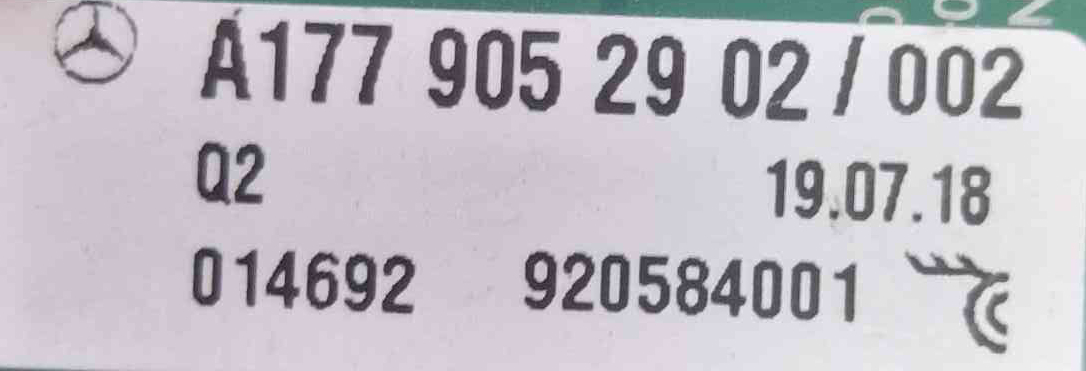 A177 905 29 02 / 002
Q2 19.07.18
014692 920584001